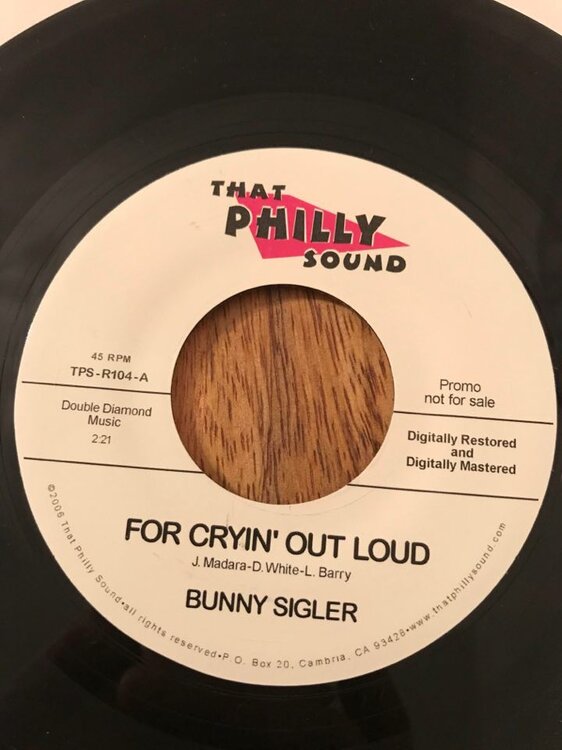 THAT
PHILLY
SOUND
45 RPM
TPS-R104-A
Double Diamond
Music
2:21
Promo
not for sale
Digitally Restored
and
Digitally Mastered
FOR CRYIN' OUT LOUD
J. Madara-D. White-L. Barry
BUNNY SIGLER
©2006 That Philly Sound•all rights reserved•P.O. Box 20, Cambria, CA 93428•www.thatphillysound.com